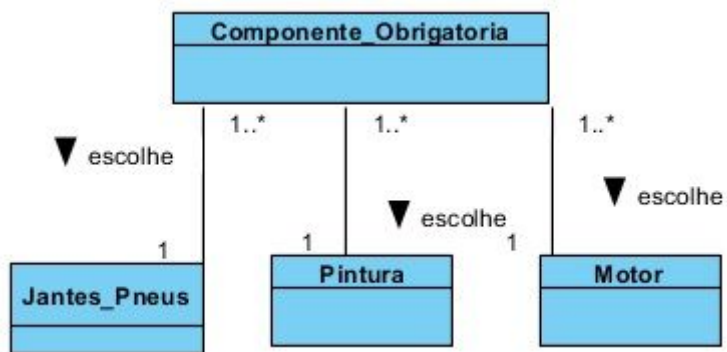 Componente_Obrigatoria
1..*
1..*
1..*
escolhe
escolhe
escolhe
1
1
1
Jantes_Pneus
Pintura
Motor